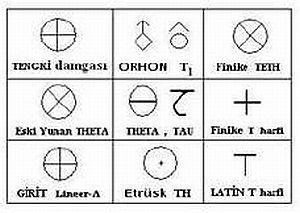 TENGKİ damgası ORHON T1 Finike TETH
Eski Yunan THETA THETA , TAU Finike T harfi
GİRİT Lineer-A Etrüsk TH LATİN T harfi